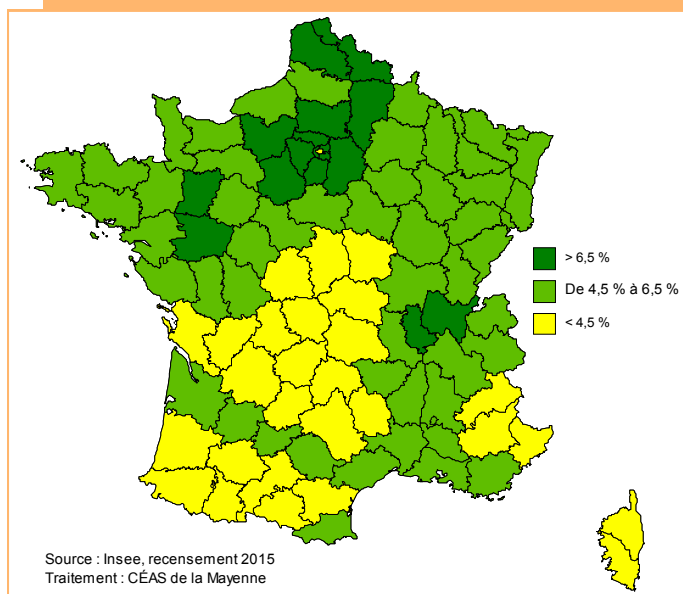 > 6,5 %
De 4,5 % à 6,5 %
< 4,5 %
Source : Insee, recensement 2015
Traitement : CÉAS de la Mayenne